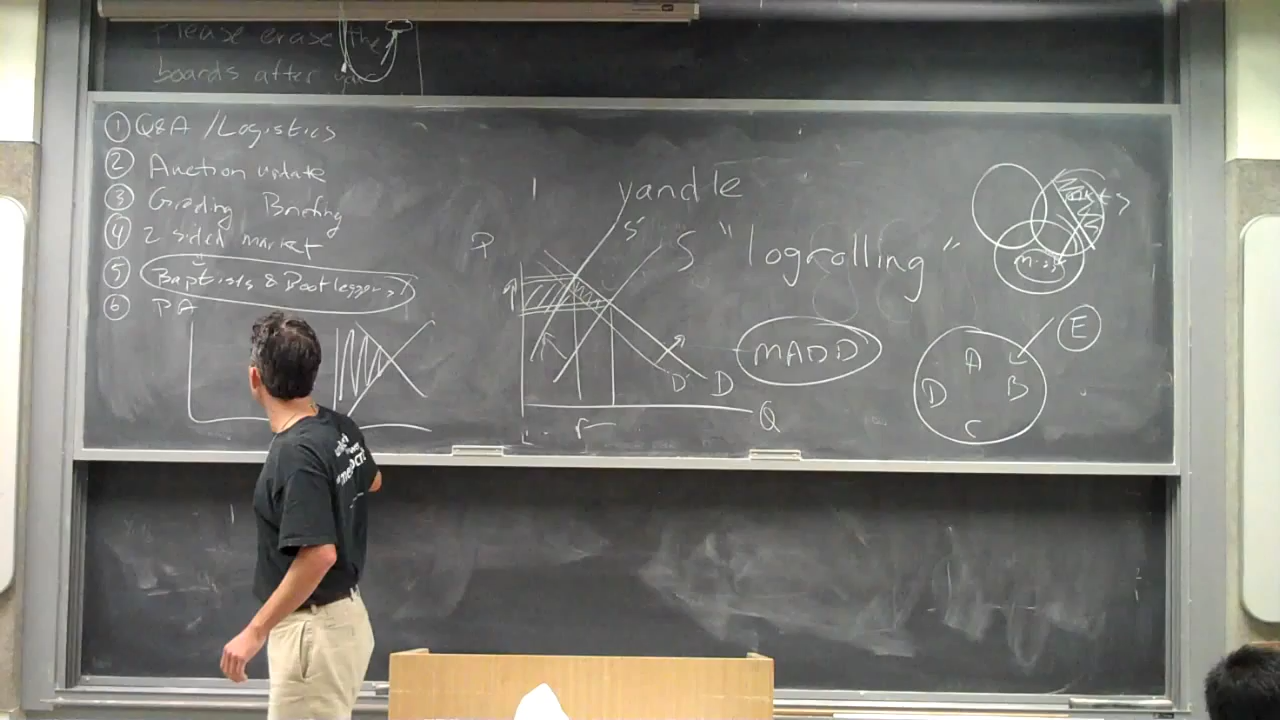 Please erase the
boards after your
① Q&A / Logistics
② Auction update
③ Grading Briefing
④ 2 sided market
⑤ Baptists & Bootleggers
⑥ PA
yandle
"logrolling"
P
S'
S
D'
D
Q
MADD
E
A
B
C
D